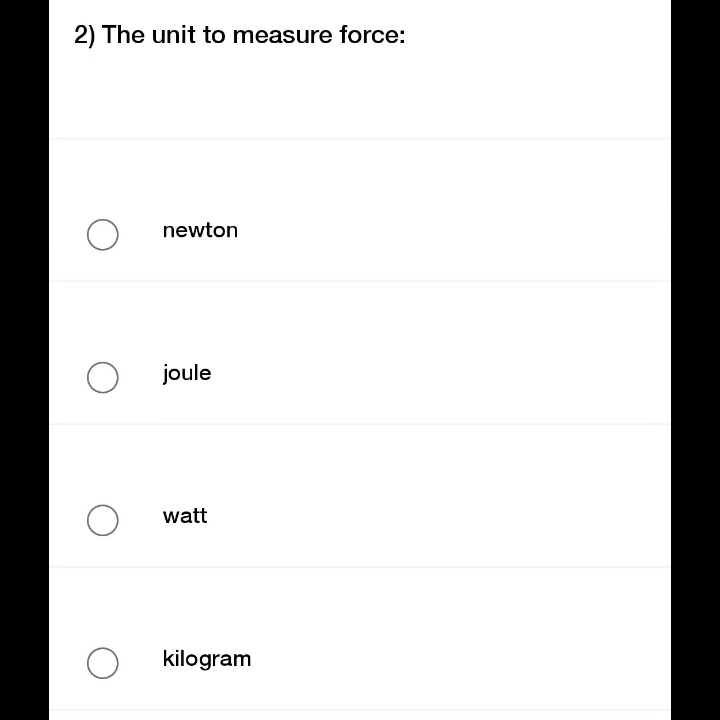 2) The unit to measure force:
newton
joule
watt
kilogram